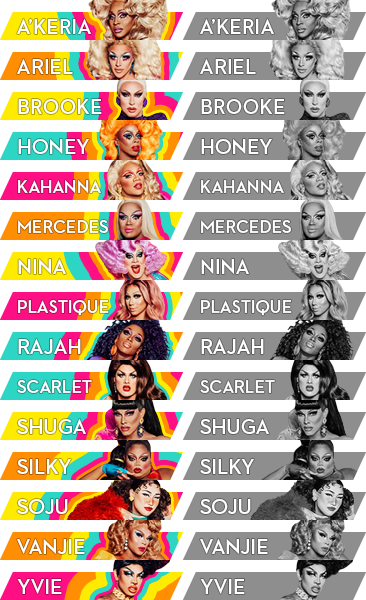 A'KERIA A'KERIA
ARIEL ARIEL
BROOKE BROOKE
HONEY HONEY
KAHANNA KAHANNA
MERCEDES MERCEDES
NINA NINA
PLASTIQUE PLASTIQUE
RAJAH RAJAH
SCARLET SCARLET
SHUGA SHUGA
SILKY SILKY
SOJU SOJU
VANJIE VANJIE
YVIE YVIE